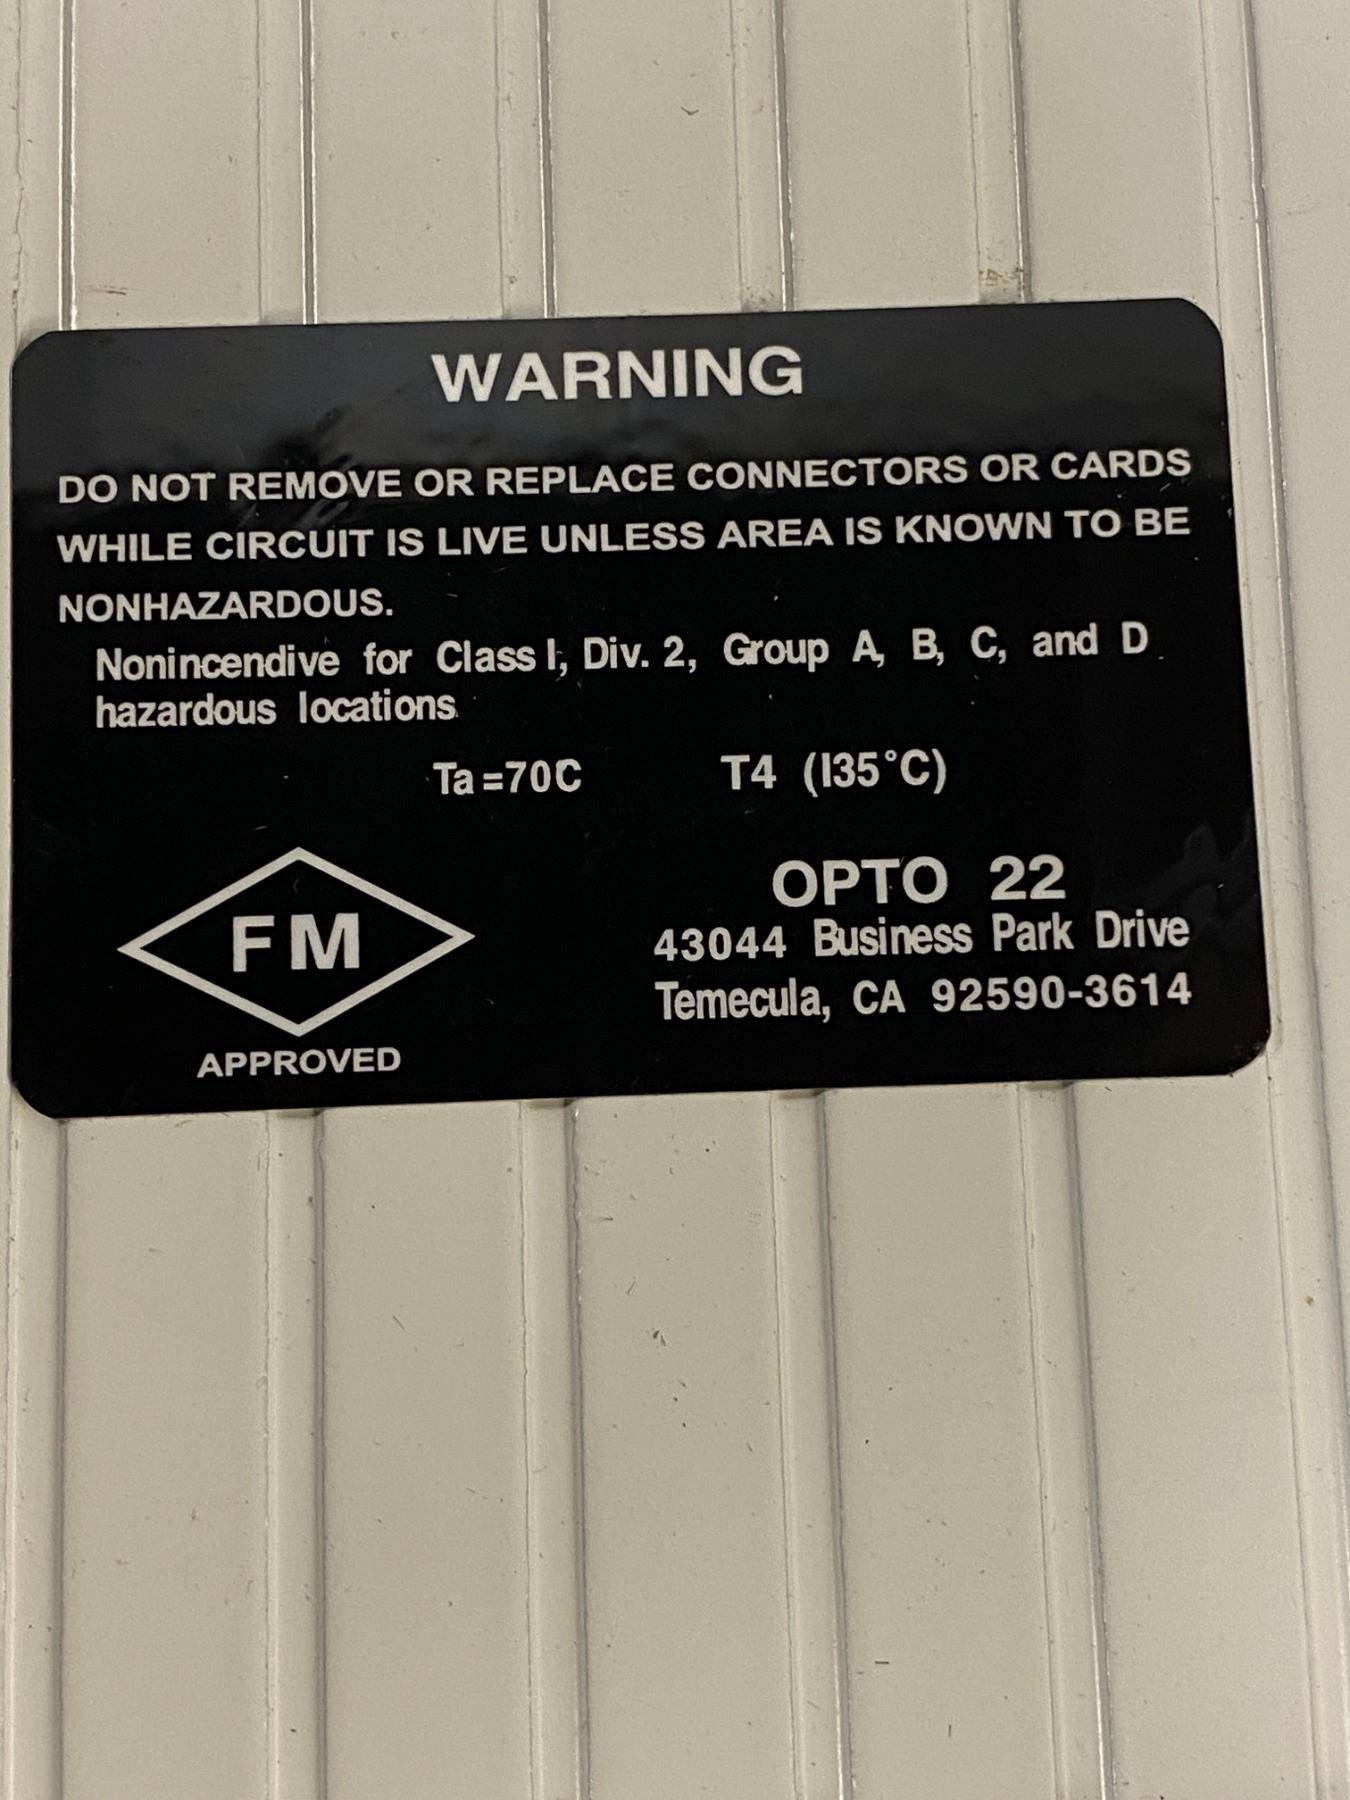 WARNING
DO NOT REMOVE OR REPLACE CONNECTORS OR CARDS
WHILE CIRCUIT IS LIVE UNLESS AREA IS KNOWN TO BE
NONHAZARDOUS.
Nonincendive for Class I, Div. 2, Group A, B, C, and D
hazardous locations
Ta=70C T4 (135°C)
FM
APPROVED
OPTO 22
43044 Business Park Drive
Temecula, CA 92590-3614